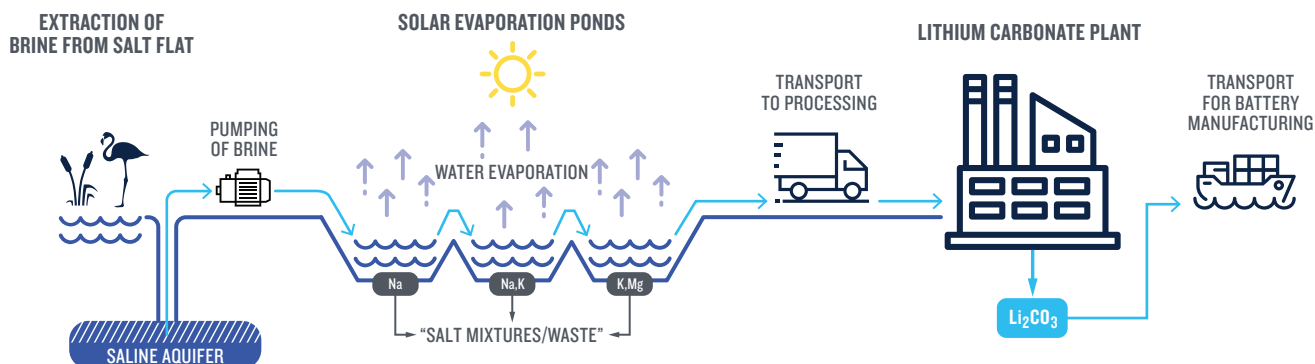 EXTRACTION OF
BRINE FROM SALT FLAT
SOLAR EVAPORATION PONDS
LITHIUM CARBONATE PLANT
PUMPING
OF BRINE
WATER EVAPORATION
TRANSPORT
TO PROCESSING
TRANSPORT
FOR BATTERY
MANUFACTURING
Na
Na,K
K,Mg
“SALT MIXTURES/WASTE”
Li₂CO₃
SALINE AQUIFER